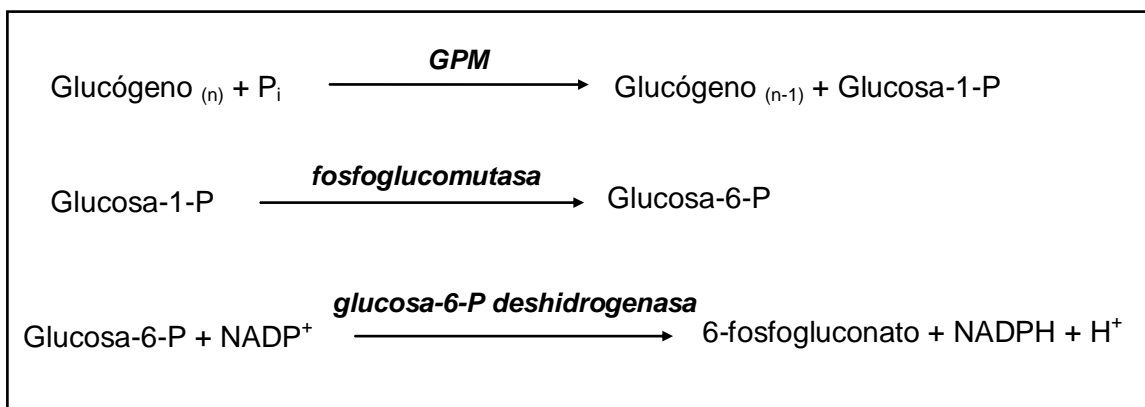 GPM
Glucógeno (n) + Pi Glucógeno (n-1) + Glucosa-1-P
fosfoglucomutasa
Glucosa-1-P Glucosa-6-P
glucosa-6-P deshidrogenasa
Glucosa-6-P + NADP+ 6-fosfogluconato + NADPH + H+